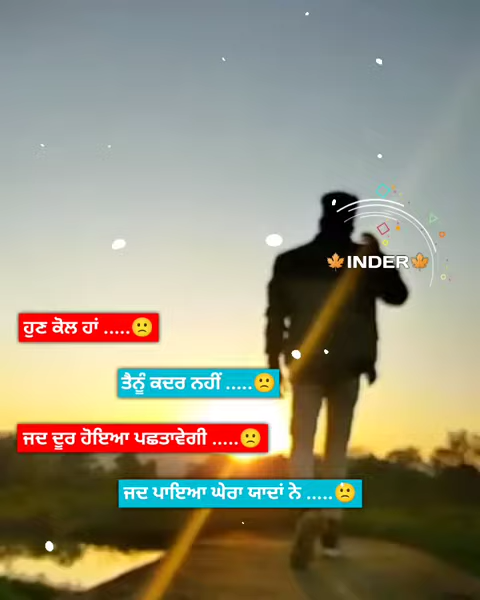 🍁INDER🍁
ਹੁਣ ਕੋਲ ਹਾਂ .....🙁
ਤੈਨੂੰ ਕਦਰ ਨਹੀਂ .....🙁
ਜਦ ਦੂਰ ਹੋਇਆ ਪਛਤਾਵੇਗੀ .....🙁
ਜਦ ਪਾਇਆ ਘੇਰਾ ਯਾਦਾਂ ਨੇ .....😟